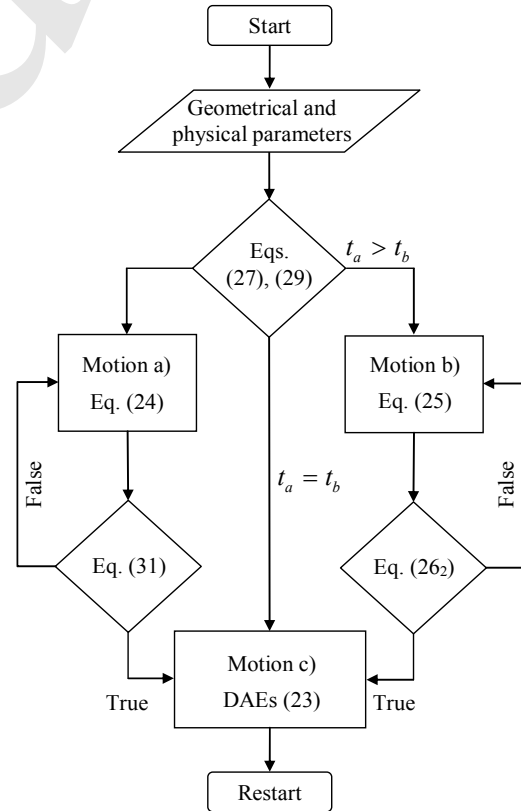 Start
Geometrical and
physical parameters
Eqs.
(27), (29)
t_a > t_b
Motion a)
Eq. (24)
Motion b)
Eq. (25)
False
t_a = t_b
False
Eq. (31)
Eq. (26₂)
Motion c)
DAEs (23)
True
True
Restart